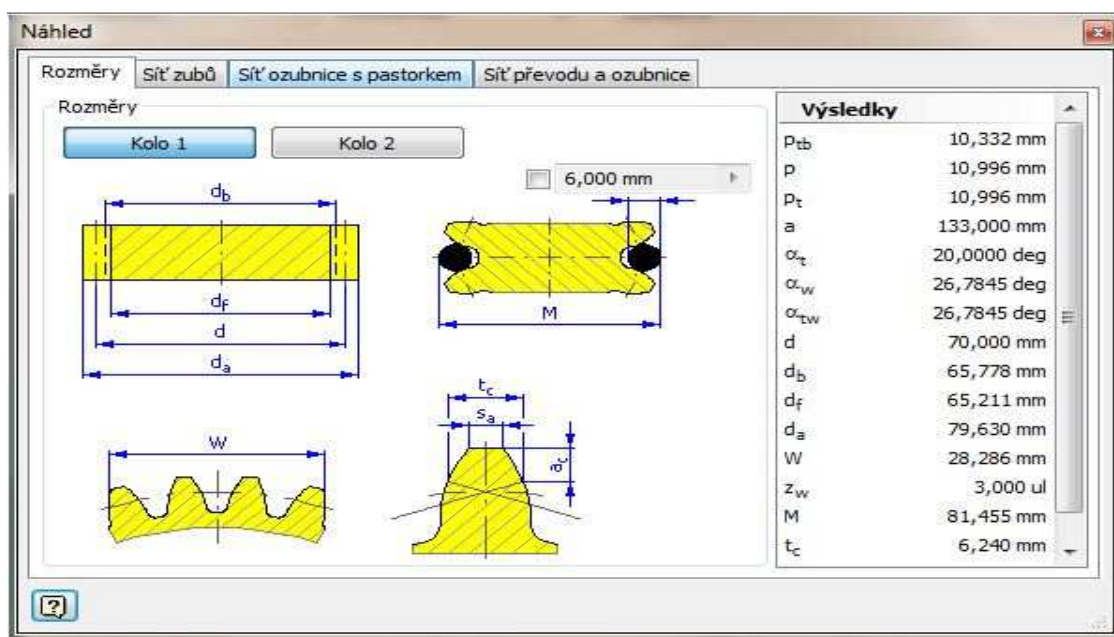 Náhled
Rozměry Síť zubů Síť ozubnice s pastorkem Síť převodu a ozubnice
Rozměry
Kolo 1 Kolo 2
6,000 mm
d_b
d_f
d
d_a
M
W
t_c
s_a
a_c
Výsledky
p_tb 10,332 mm
p 10,996 mm
p_t 10,996 mm
a 133,000 mm
α_t 20,0000 deg
α_w 26,7845 deg
α_tw 26,7845 deg
d 70,000 mm
d_b 65,778 mm
d_f 65,211 mm
d_a 79,630 mm
W 28,286 mm
z_w 3,000 ul
M 81,455 mm
t_c 6,240 mm